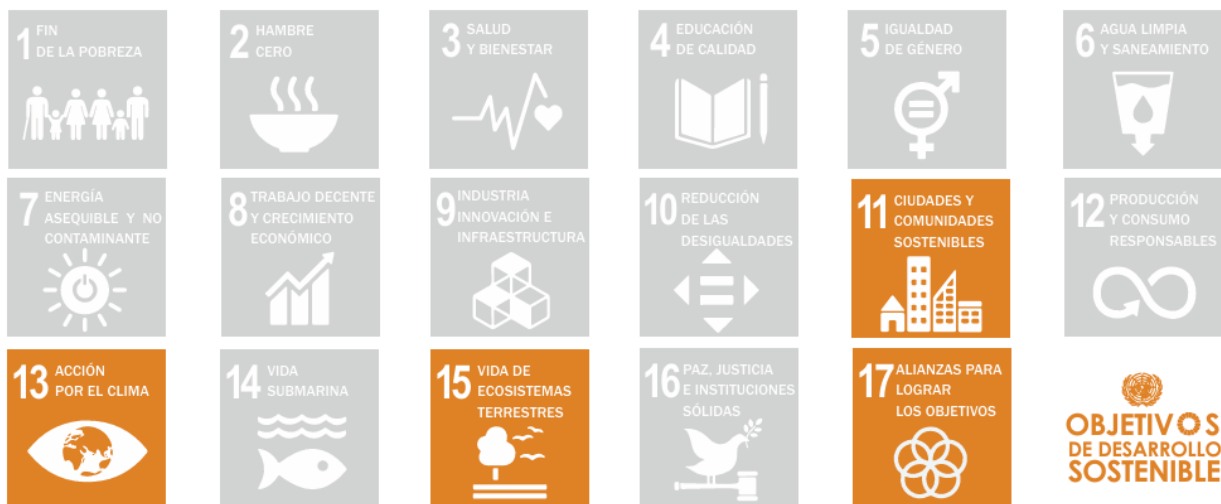 1 FIN
DE LA POBREZA
2 HAMBRE
CERO
3 SALUD
Y BIENESTAR
4 EDUCACIÓN
DE CALIDAD
5 IGUALDAD
DE GÉNERO
6 AGUA LIMPIA
Y SANEAMIENTO
7 ENERGÍA
ASEQUIBLE Y NO
CONTAMINANTE
8 TRABAJO DECENTE
Y CRECIMIENTO
ECONÓMICO
9 INDUSTRIA
INNOVACIÓN E
INFRAESTRUCTURA
10 REDUCCIÓN
DE LAS
DESIGUALDADES
11 CIUDADES Y
COMUNIDADES
SOSTENIBLES
12 PRODUCCIÓN
Y CONSUMO
RESPONSABLES
13 ACCIÓN
POR EL CLIMA
14 VIDA
SUBMARINA
15 VIDA DE
ECOSISTEMAS
TERRESTRES
16 PAZ, JUSTICIA
E INSTITUCIONES
SÓLIDAS
17 ALIANZAS PARA
LOGRAR
LOS OBJETIVOS
OBJETIVOS
DE DESARROLLO
SOSTENIBLE